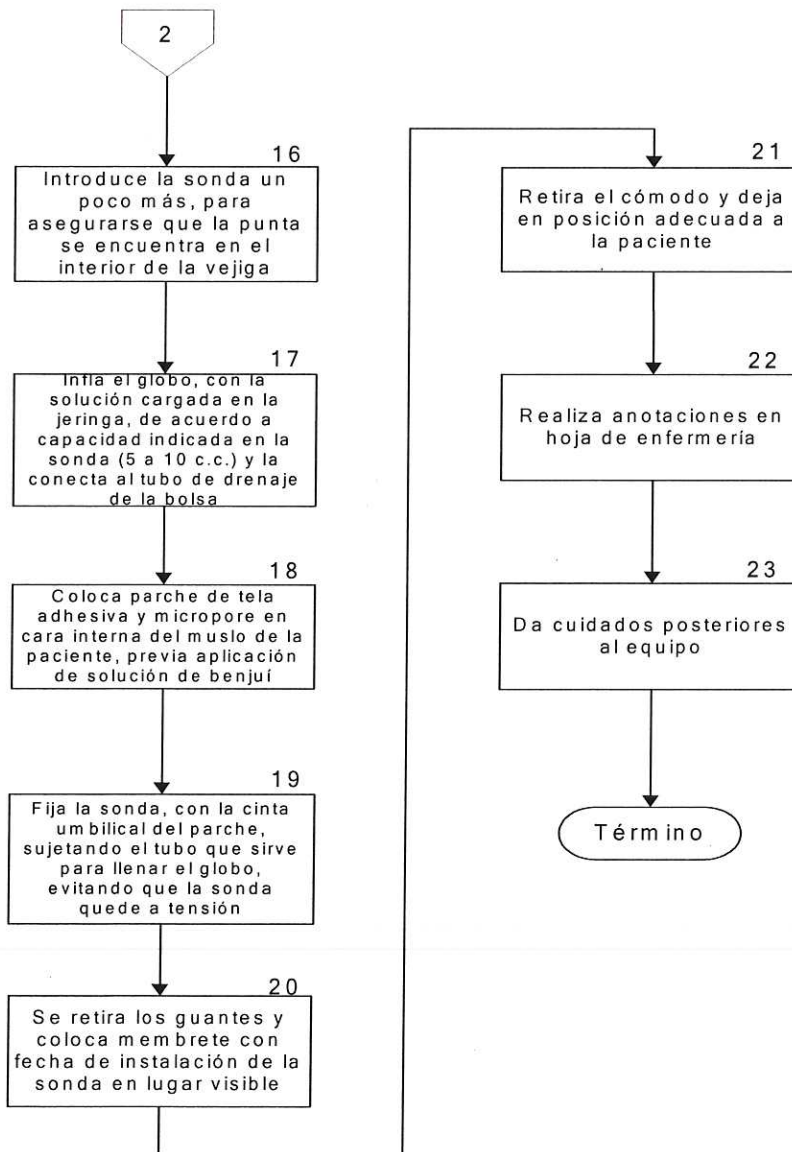 2
16
Introduce la sonda un
poco más, para
asegurarse que la punta
se encuentra en el
interior de la vejiga
17
Infla el globo, con la
solución cargada en la
jeringa, de acuerdo a
capacidad indicada en la
sonda (5 a 10 c.c.) y la
conecta al tubo de drenaje
de la bolsa
18
Coloca parche de tela
adhesiva y micropore en
cara interna del muslo de la
paciente, previa aplicación
de solución de benjuí
19
Fija la sonda, con la cinta
umbilical del parche,
sujetando el tubo que sirve
para llenar el globo,
evitando que la sonda
quede a tensión
20
Se retira los guantes y
coloca membrete con
fecha de instalación de la
sonda en lugar visible
21
Retira el cómodo y deja
en posición adecuada a
la paciente
22
Realiza anotaciones en
hoja de enfermería
23
Da cuidados posteriores
al equipo
Término